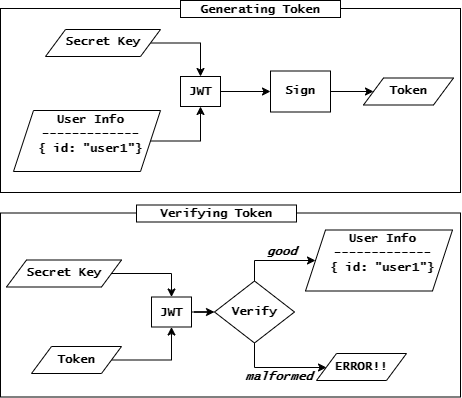 Generating Token
Secret Key
User Info
-------------
{ id: "user1"}
JWT
Sign
Token
Verifying Token
Secret Key
Token
JWT
Verify
good
malformed
User Info
-------------
{ id: "user1"}
ERROR!!